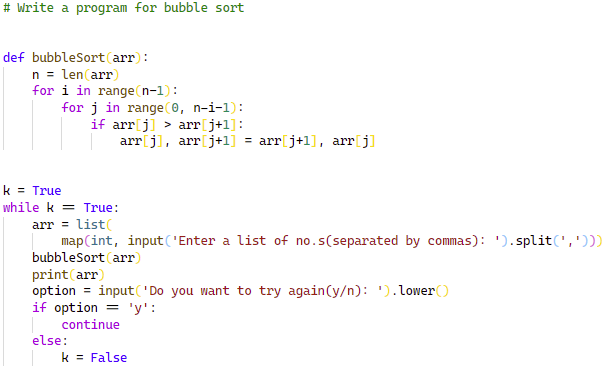 # Write a program for bubble sort
def bubbleSort(arr):
    n = len(arr)
    for i in range(n-1):
        for j in range(0, n-i-1):
            if arr[j] > arr[j+1]:
                arr[j], arr[j+1] = arr[j+1], arr[j]
k = True
while k == True:
    arr = list(
        map(int, input('Enter a list of no.s(separated by commas): ').split(',')))
    bubbleSort(arr)
    print(arr)
    option = input('Do you want to try again(y/n): ').lower()
    if option == 'y':
        continue
    else:
        k = False